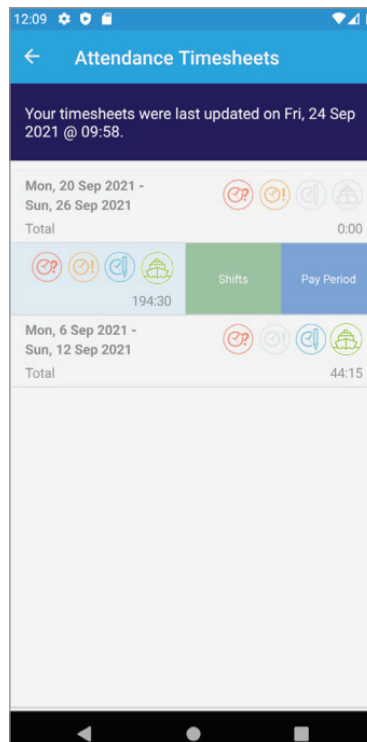 12:09
Attendance Timesheets
Your timesheets were last updated on Fri, 24 Sep
2021 @ 09:58.
Mon, 20 Sep 2021 -
Sun, 26 Sep 2021
Total 0:00
194:30
Shifts
Pay Period
Mon, 6 Sep 2021 -
Sun, 12 Sep 2021
Total 44:15